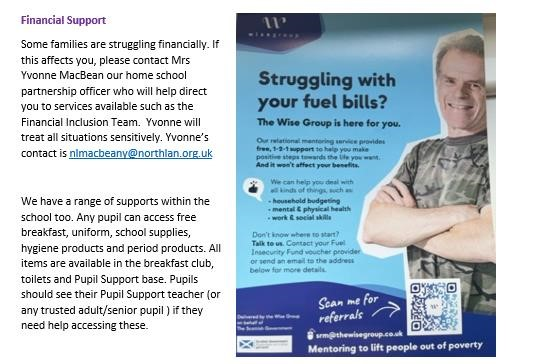 Financial Support
Some families are struggling financially. If
this affects you, please contact Mrs
Yvonne MacBean our home school
partnership officer who will help direct
you to services available such as the
Financial Inclusion Team.  Yvonne will
treat all situations sensitively. Yvonne's
contact is nlmacbeany@northlan.org.uk
We have a range of supports within the
school too. Any pupil can access free
breakfast, uniform, school supplies,
hygiene products and period products. All
items are available in the breakfast club,
toilets and Pupil Support base. Pupils
should see their Pupil Support teacher (or
any trusted adult/senior pupil ) if they
need help accessing these.
W
wisegroup
Struggling with
your fuel bills?
The Wise Group is here for you.
Our relational mentoring service provides
free, 1-2-1 support to help you make
positive steps towards the life you want.
And it won't affect your benefits.
We can help you deal with
all kinds of things, such as:
• household budgeting
• mental & physical health
• work & social skills
Don't know where to start?
Talk to us. Contact your Fuel
Insecurity Fund voucher provider
or send an email to the address
below for more details.
Scan me for
referrals
Delivered by the Wise Group
on behalf of
The Scottish Government
srm@thewisegroup.co.uk
Mentoring to lift people out of poverty